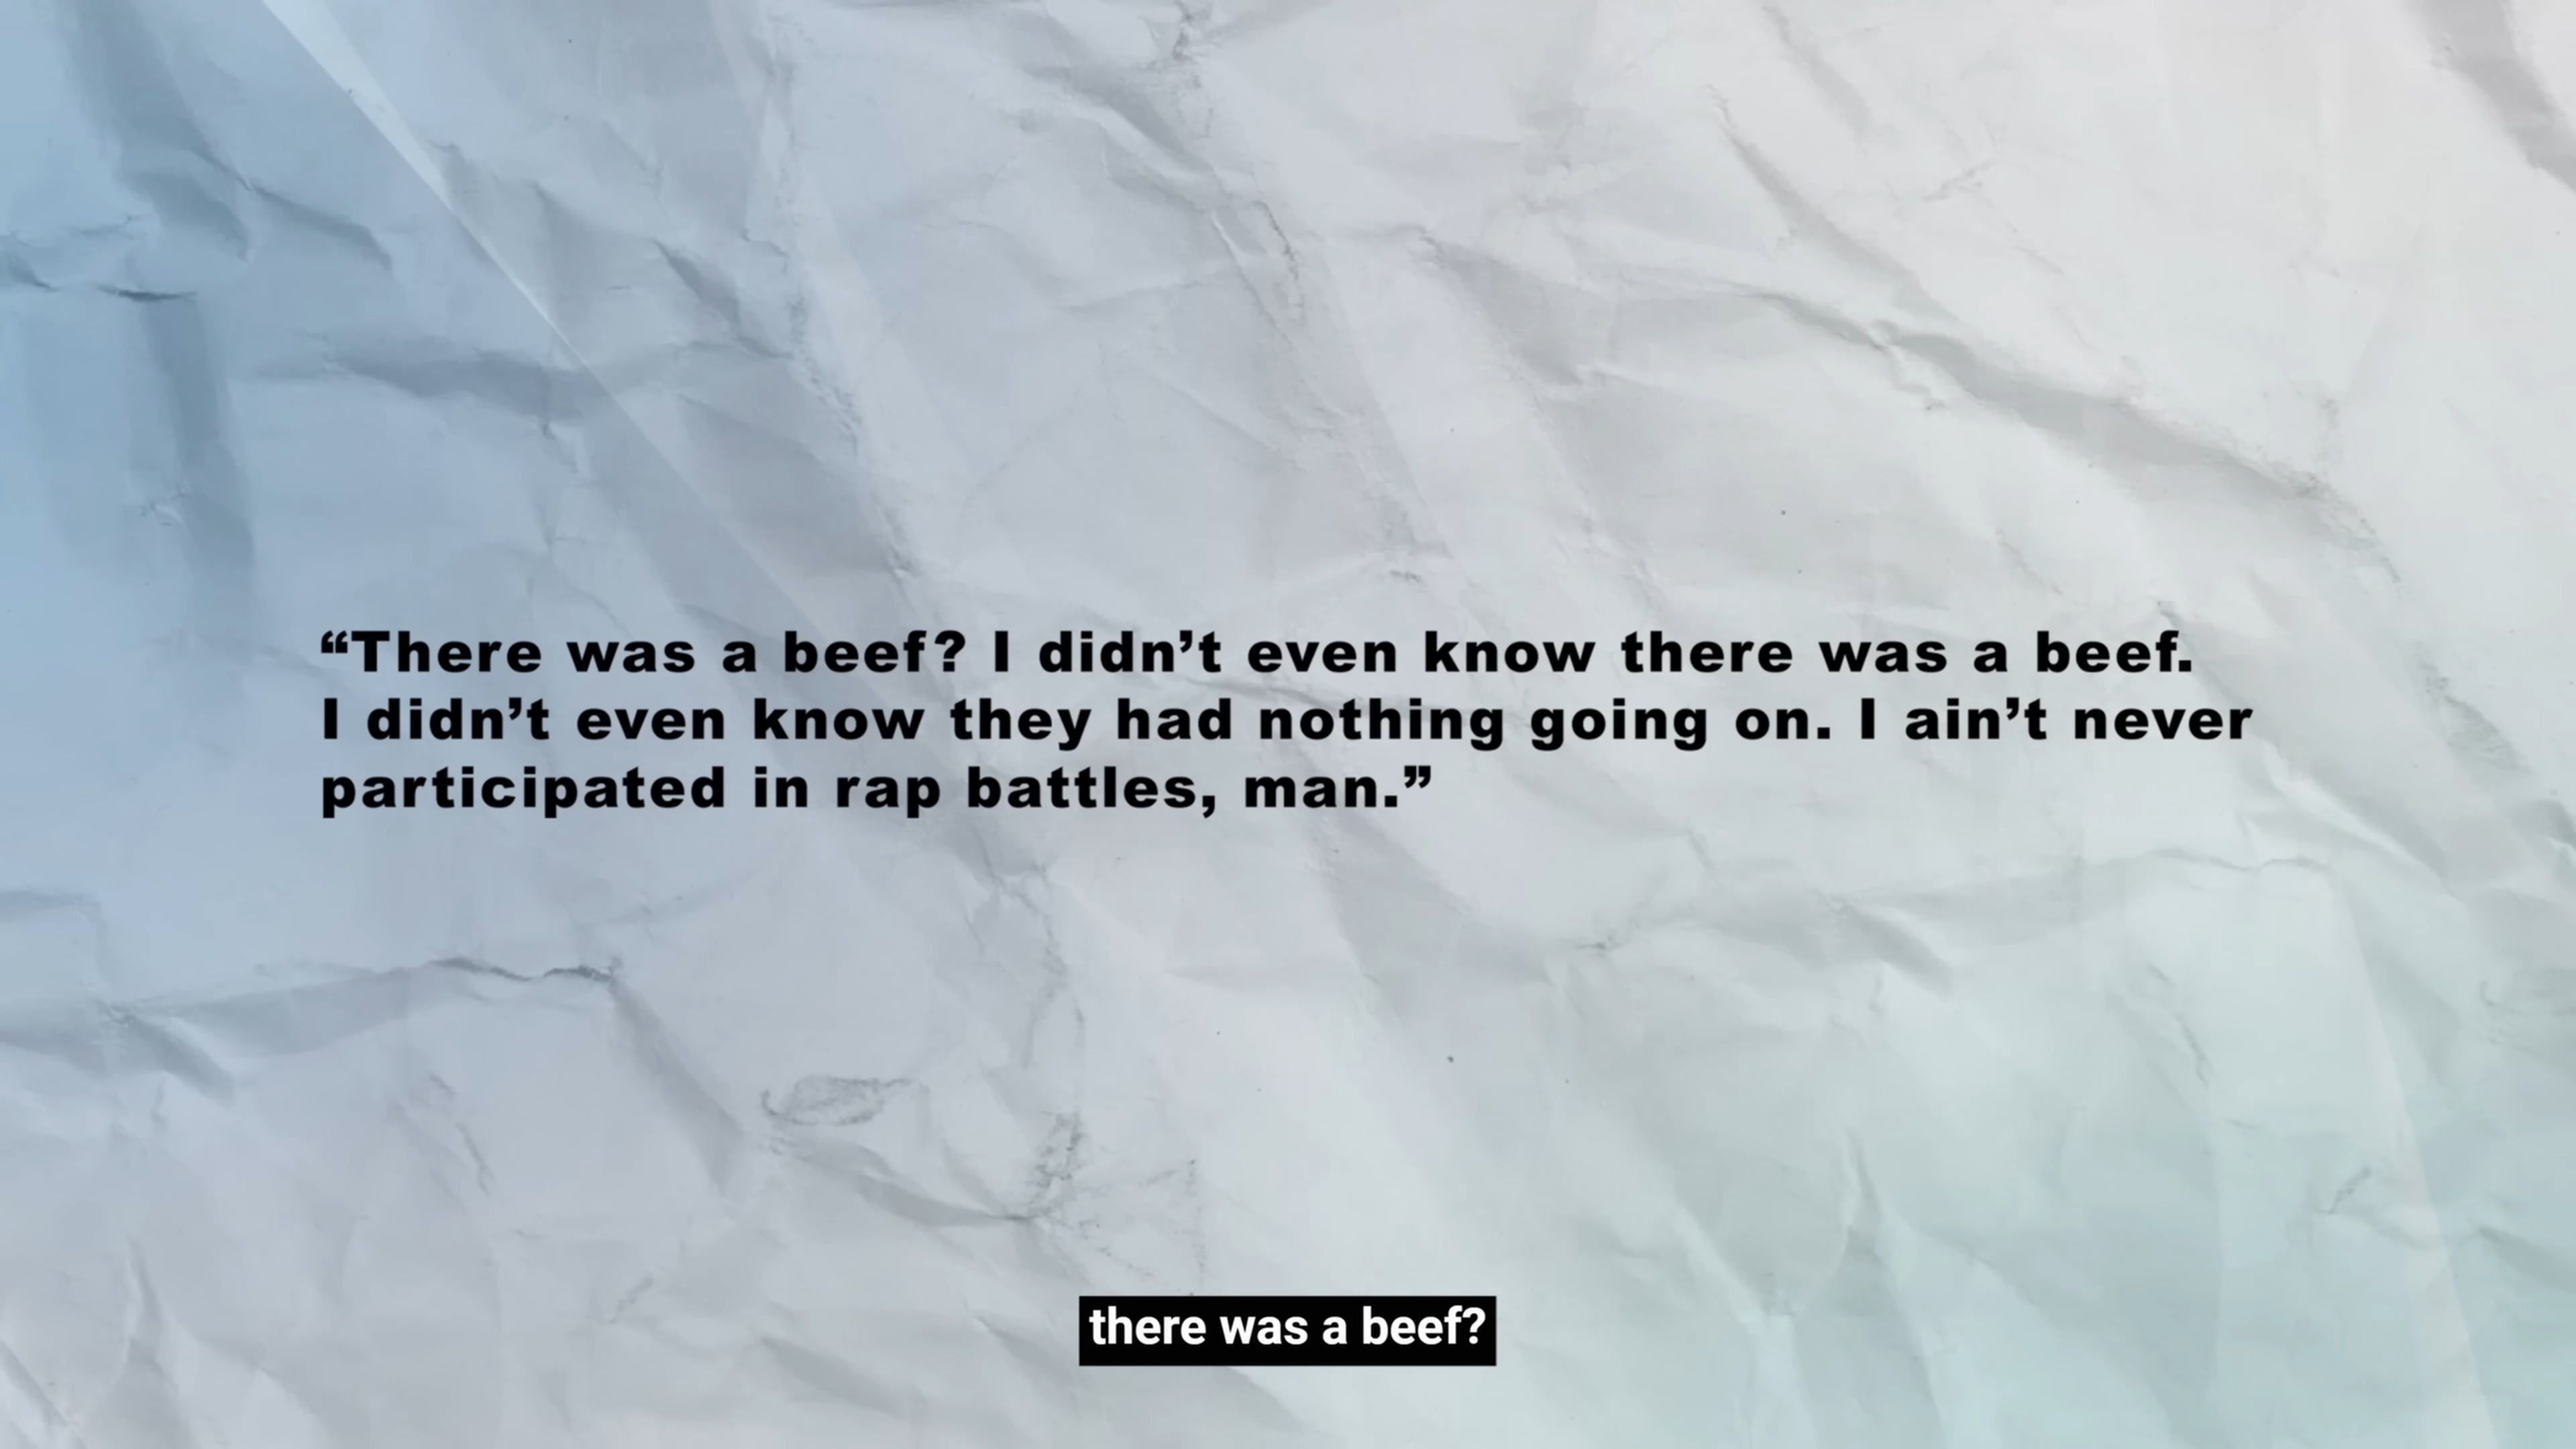 “There was a beef? I didn’t even know there was a beef.
I didn’t even know they had nothing going on. I ain’t never
participated in rap battles, man.”
there was a beef?